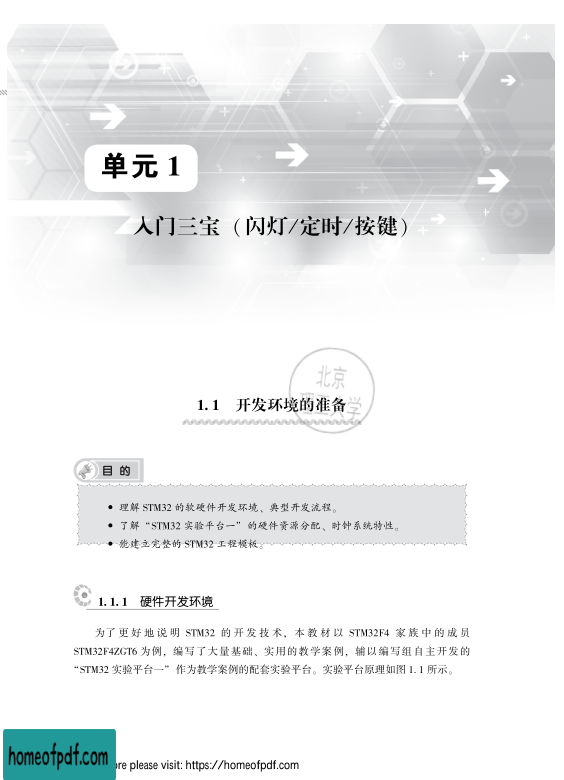 单元 1
入门三宝（闪灯/定时/按键）
北京
理工大学
1.1 开发环境的准备
目 的
● 理解 STM32 的软硬件开发环境、典型开发流程。
● 了解“STM32 实验平台一”的硬件资源分配、时钟系统特性。
● 能建立完整的 STM32 工程模板。
1.1.1 硬件开发环境
为了更好地说明 STM32 的开发技术，本教材以 STM32F4 家族中的成员
STM32F4ZGT6 为例，编写了大量基础、实用的教学案例，辅以编写组自主开发的
“STM32 实验平台一”作为教学案例的配套实验平台。实验平台原理如图 1.1 所示。
homeofpdf.com
ore please visit: https://homeofpdf.com